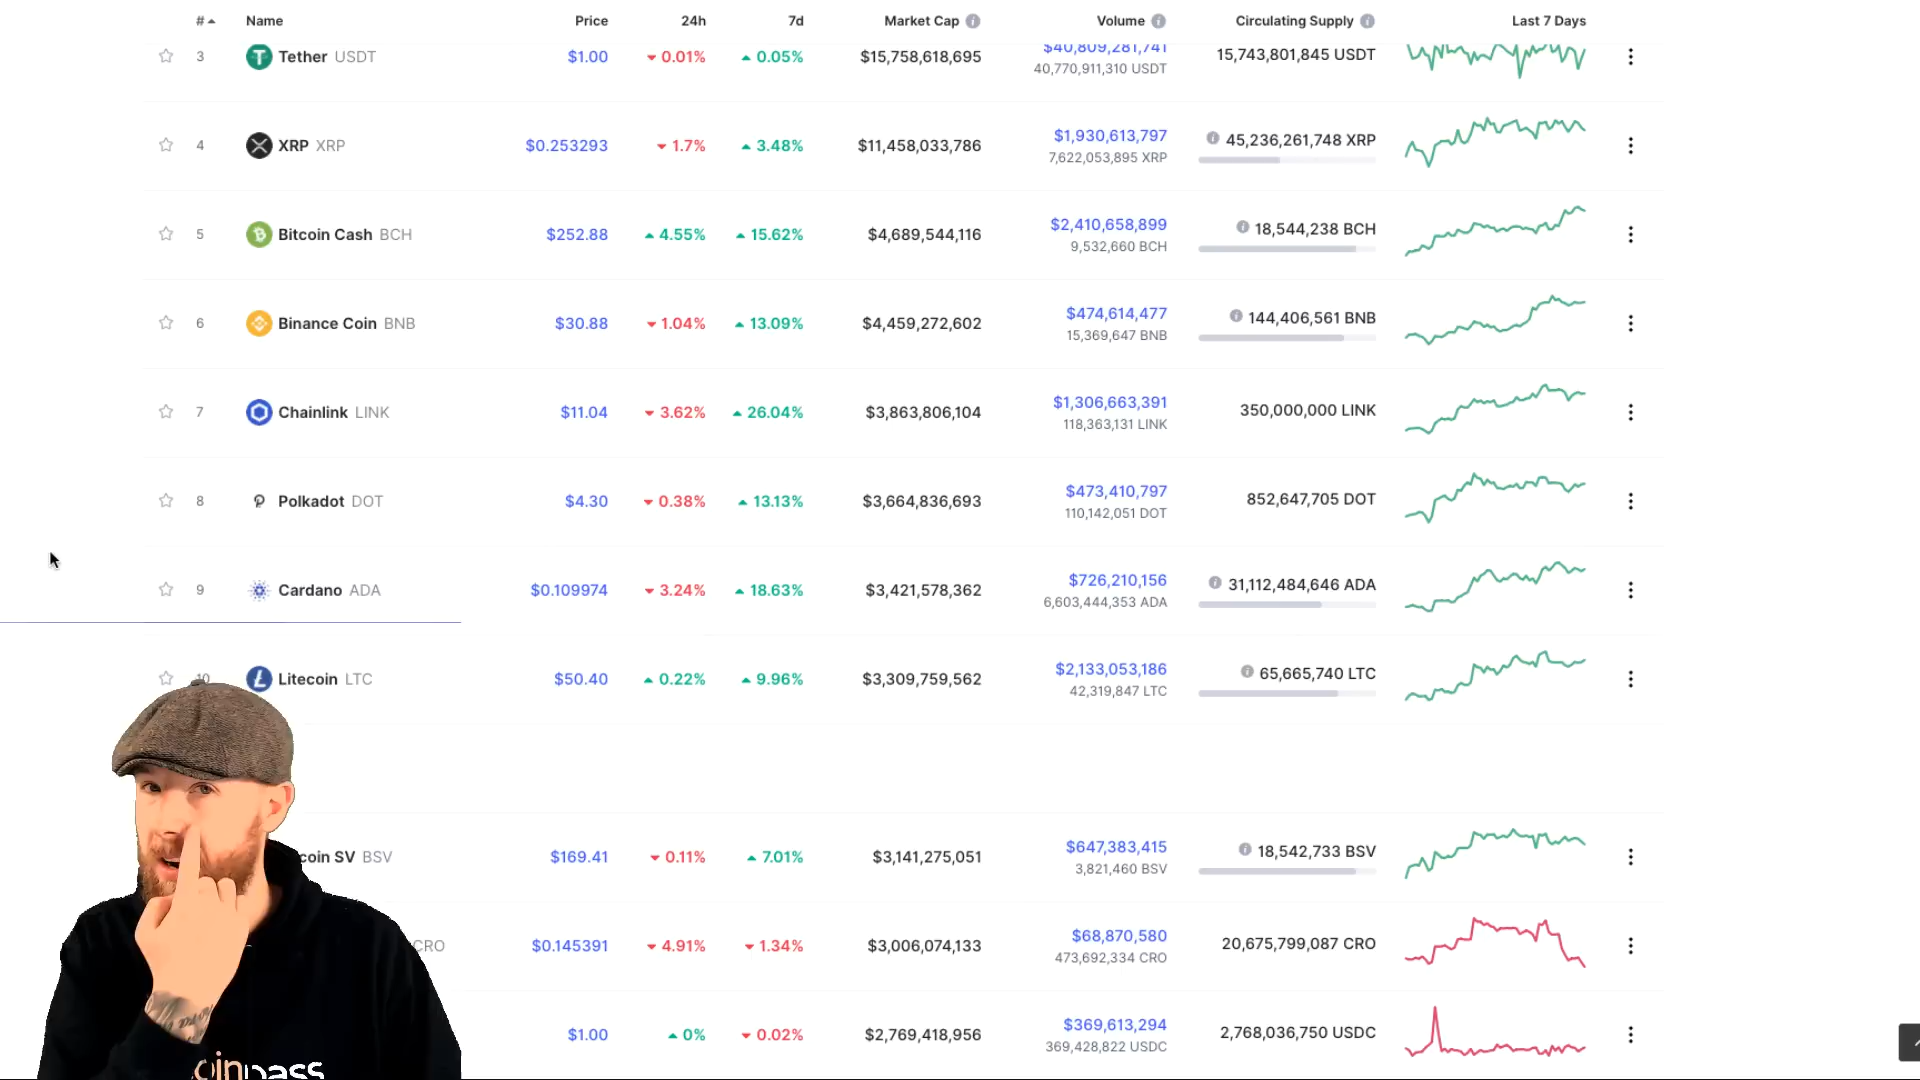 # Name Price 24h 7d Market Cap Volume Circulating Supply Last 7 Days
3 Tether USDT $1.00 0.01% 0.05% $15,758,618,695 $40,809,281,741 15,743,801,845 USDT
40,770,911,310 USDT
4 XRP XRP $0.253293 1.7% 3.48% $11,458,033,786 $1,930,613,797 45,236,261,748 XRP
7,622,053,895 XRP
5 Bitcoin Cash BCH $252.88 4.55% 15.62% $4,689,544,116 $2,410,658,899 18,544,238 BCH
9,532,660 BCH
6 Binance Coin BNB $30.88 1.04% 13.09% $4,459,272,602 $474,614,477 144,406,561 BNB
15,369,647 BNB
7 Chainlink LINK $11.04 3.62% 26.04% $3,863,806,104 $1,306,663,391 350,000,000 LINK
118,363,131 LINK
8 Polkadot DOT $4.30 0.38% 13.13% $3,664,836,693 $473,410,797 852,647,705 DOT
110,142,051 DOT
9 Cardano ADA $0.109974 3.24% 18.63% $3,421,578,362 $726,210,156 31,112,484,646 ADA
6,603,444,353 ADA
10 Litecoin LTC $50.40 0.22% 9.96% $3,309,759,562 $2,133,053,186 65,665,740 LTC
42,319,847 LTC
coin SV BSV $169.41 0.11% 7.01% $3,141,275,051 $647,383,415 18,542,733 BSV
3,821,460 BSV
CRO $0.145391 4.91% 1.34% $3,006,074,133 $68,870,580 20,675,799,087 CRO
473,692,334 CRO
$1.00 0% 0.02% $2,769,418,956 $369,613,294 2,768,036,750 USDC
369,428,822 USDC
oinpass